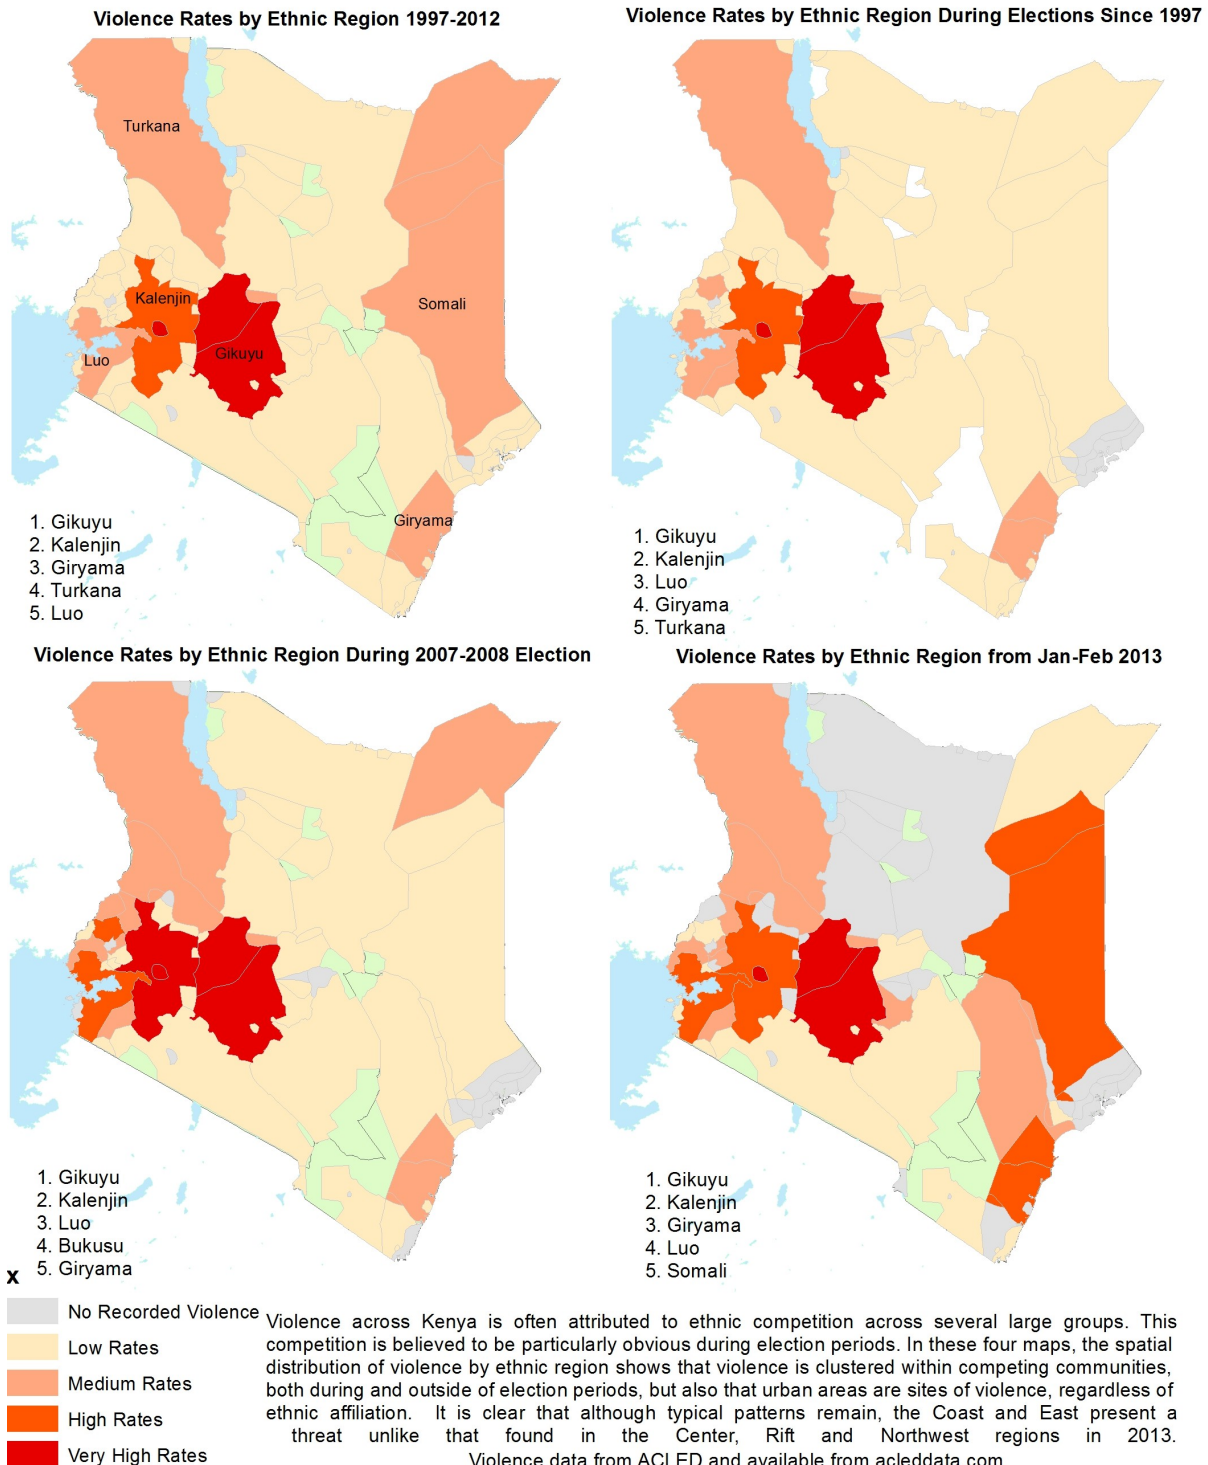 Violence Rates by Ethnic Region 1997-2012
Turkana
Kalenjin
Somali
Luo
Gikuyu
Giryama
1. Gikuyu
2. Kalenjin
3. Giryama
4. Turkana
5. Luo
Violence Rates by Ethnic Region During Elections Since 1997
1. Gikuyu
2. Kalenjin
3. Luo
4. Giryama
5. Turkana
Violence Rates by Ethnic Region During 2007-2008 Election
1. Gikuyu
2. Kalenjin
3. Luo
4. Bukusu
5. Giryama
Violence Rates by Ethnic Region from Jan-Feb 2013
1. Gikuyu
2. Kalenjin
3. Giryama
4. Luo
5. Somali
x
No Recorded Violence
Low Rates
Medium Rates
High Rates
Very High Rates
Violence across Kenya is often attributed to ethnic competition across several large groups. This
competition is believed to be particularly obvious during election periods. In these four maps, the spatial
distribution of violence by ethnic region shows that violence is clustered within competing communities,
both during and outside of election periods, but also that urban areas are sites of violence, regardless of
ethnic affiliation. It is clear that although typical patterns remain, the Coast and East present a
threat unlike that found in the Center, Rift and Northwest regions in 2013.
Violence data from ACLED and available from acleddata.com